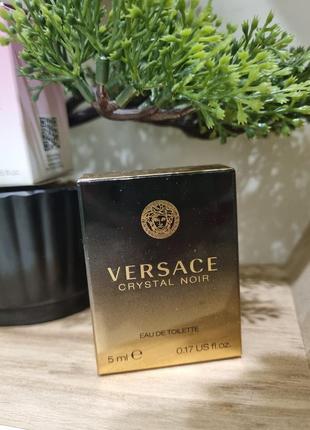 VERSACE
CRYSTAL NOIR
EAU DE TOILETTE
5 ml ℮ 0.17 US fl.oz.